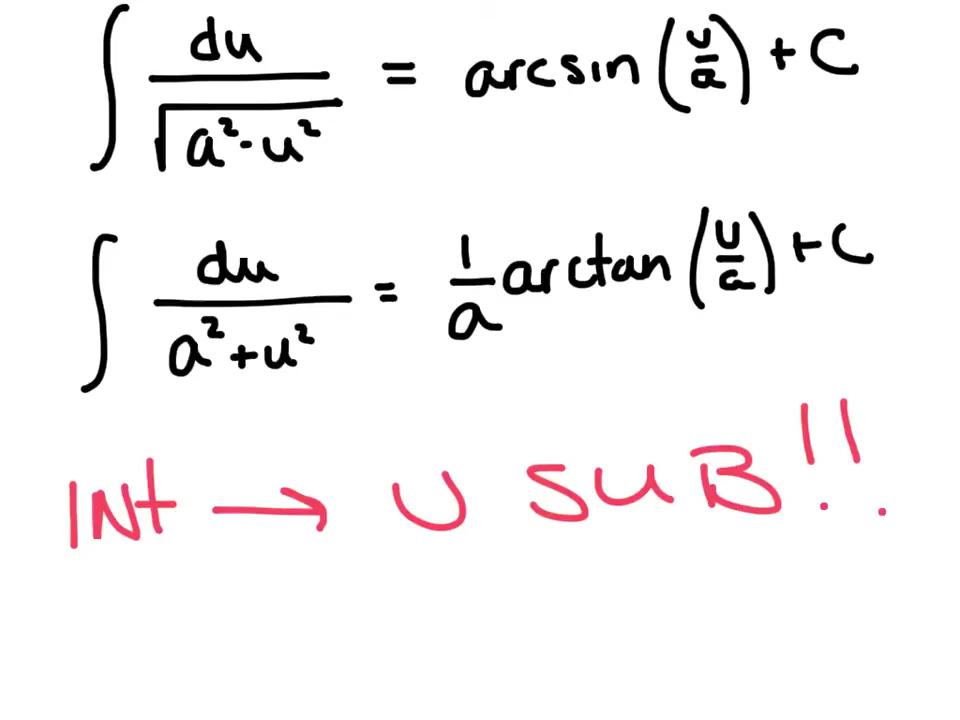 ∫ du / √(a² - u²) = arcsin (u/a) + C
∫ du / (a² + u²) = 1/a arctan (u/a) + C
INt → U SUB!!